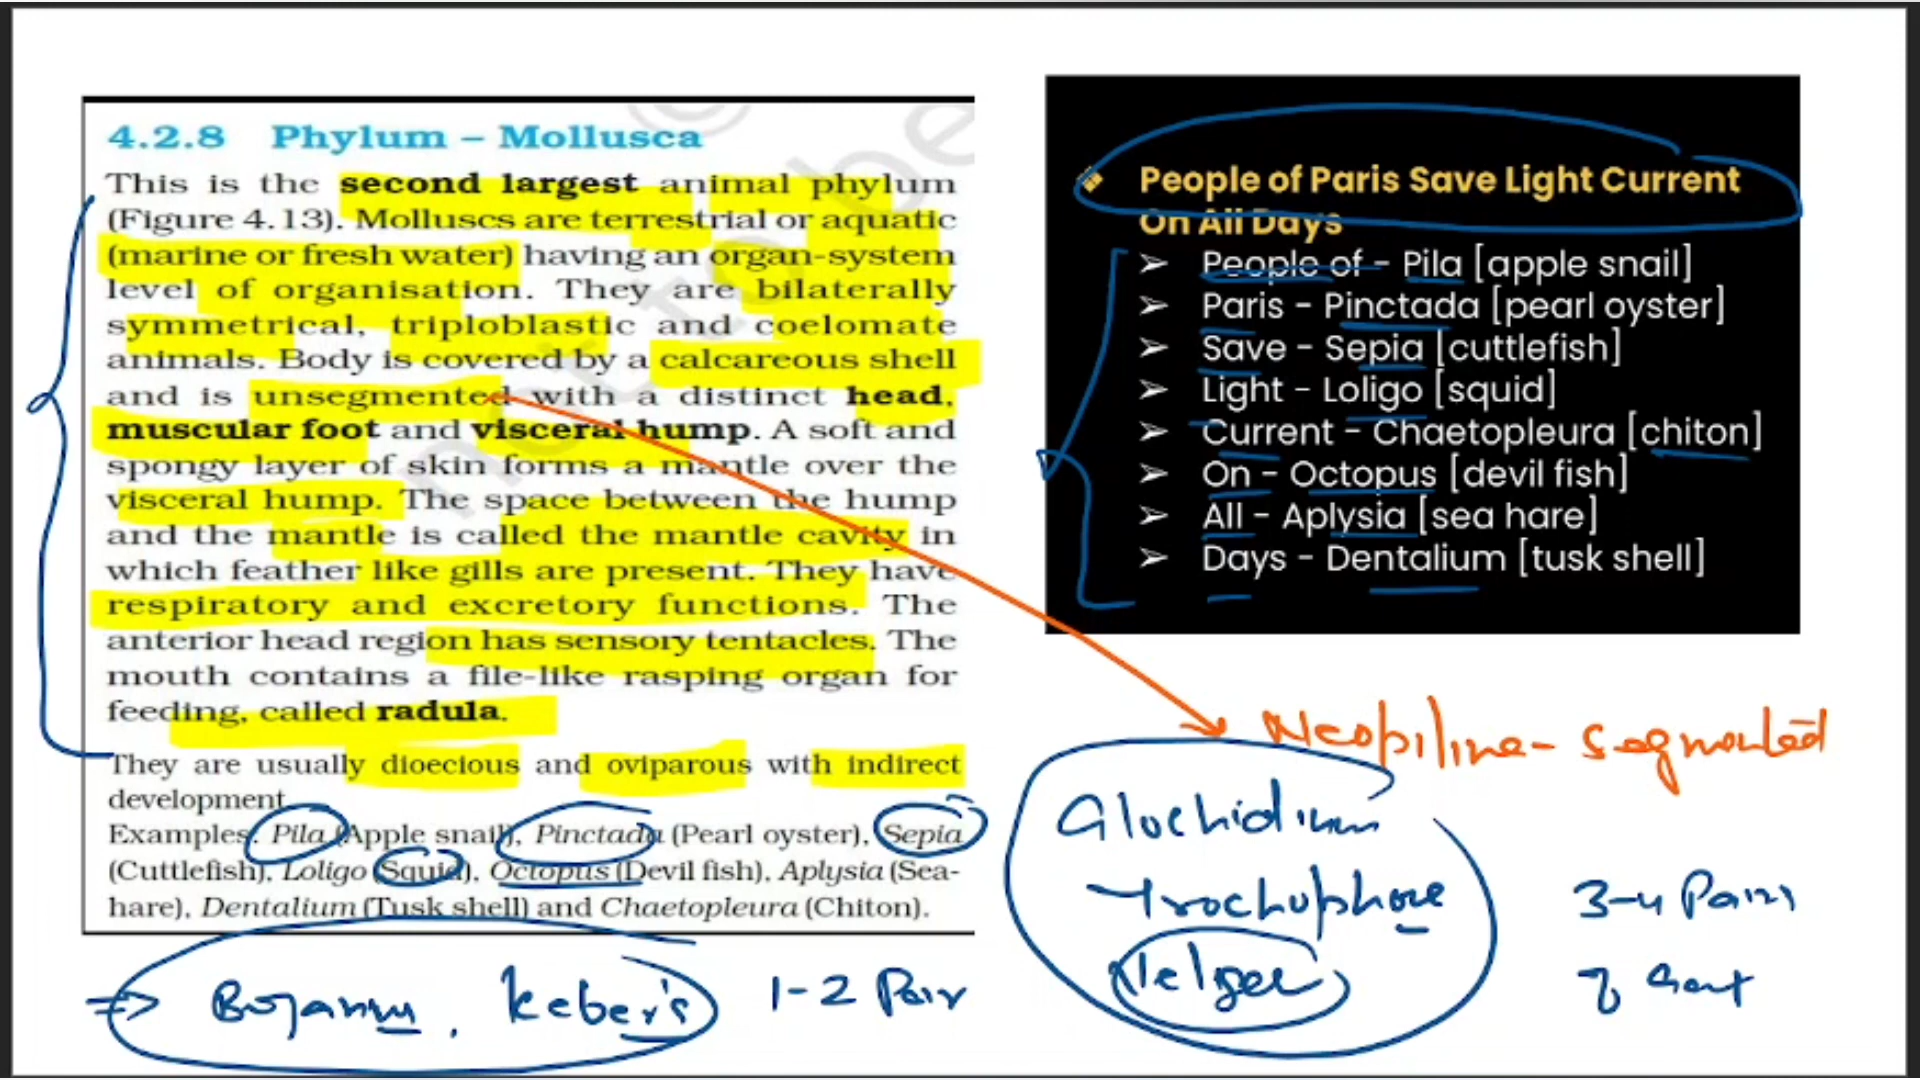 4.2.8 Phylum – Mollusca
This is the second largest animal phylum
(Figure 4.13). Molluscs are terrestrial or aquatic
(marine or fresh water) having an organ-system
level of organisation. They are bilaterally
symmetrical, triploblastic and coelomate
animals. Body is covered by a calcareous shell
and is unsegmented with a distinct head,
muscular foot and visceral hump. A soft and
spongy layer of skin forms a mantle over the
visceral hump. The space between the hump
and the mantle is called the mantle cavity in
which feather like gills are present. They have
respiratory and excretory functions. The
anterior head region has sensory tentacles. The
mouth contains a file-like rasping organ for
feeding, called radula.
They are usually dioecious and oviparous with indirect
development.
Examples: Pila (Apple snail), Pinctada (Pearl oyster), Sepia
(Cuttlefish), Loligo (Squid), Octopus (Devil fish), Aplysia (Sea-
hare), Dentalium (Tusk shell) and Chaetopleura (Chiton).
People of Paris Save Light Current
On All Days
➢ People of – Pila [apple snail]
➢ Paris – Pinctada [pearl oyster]
➢ Save – Sepia [cuttlefish]
➢ Light – Loligo [squid]
➢ Current – Chaetopleura [chiton]
➢ On – Octopus [devil fish]
➢ All – Aplysia [sea hare]
➢ Days – Dentalium [tusk shell]
Neopiline- Segmented
Glochidium
Trochophore
3-4 Pairs
⇒ , Keber's 1-2 Pair